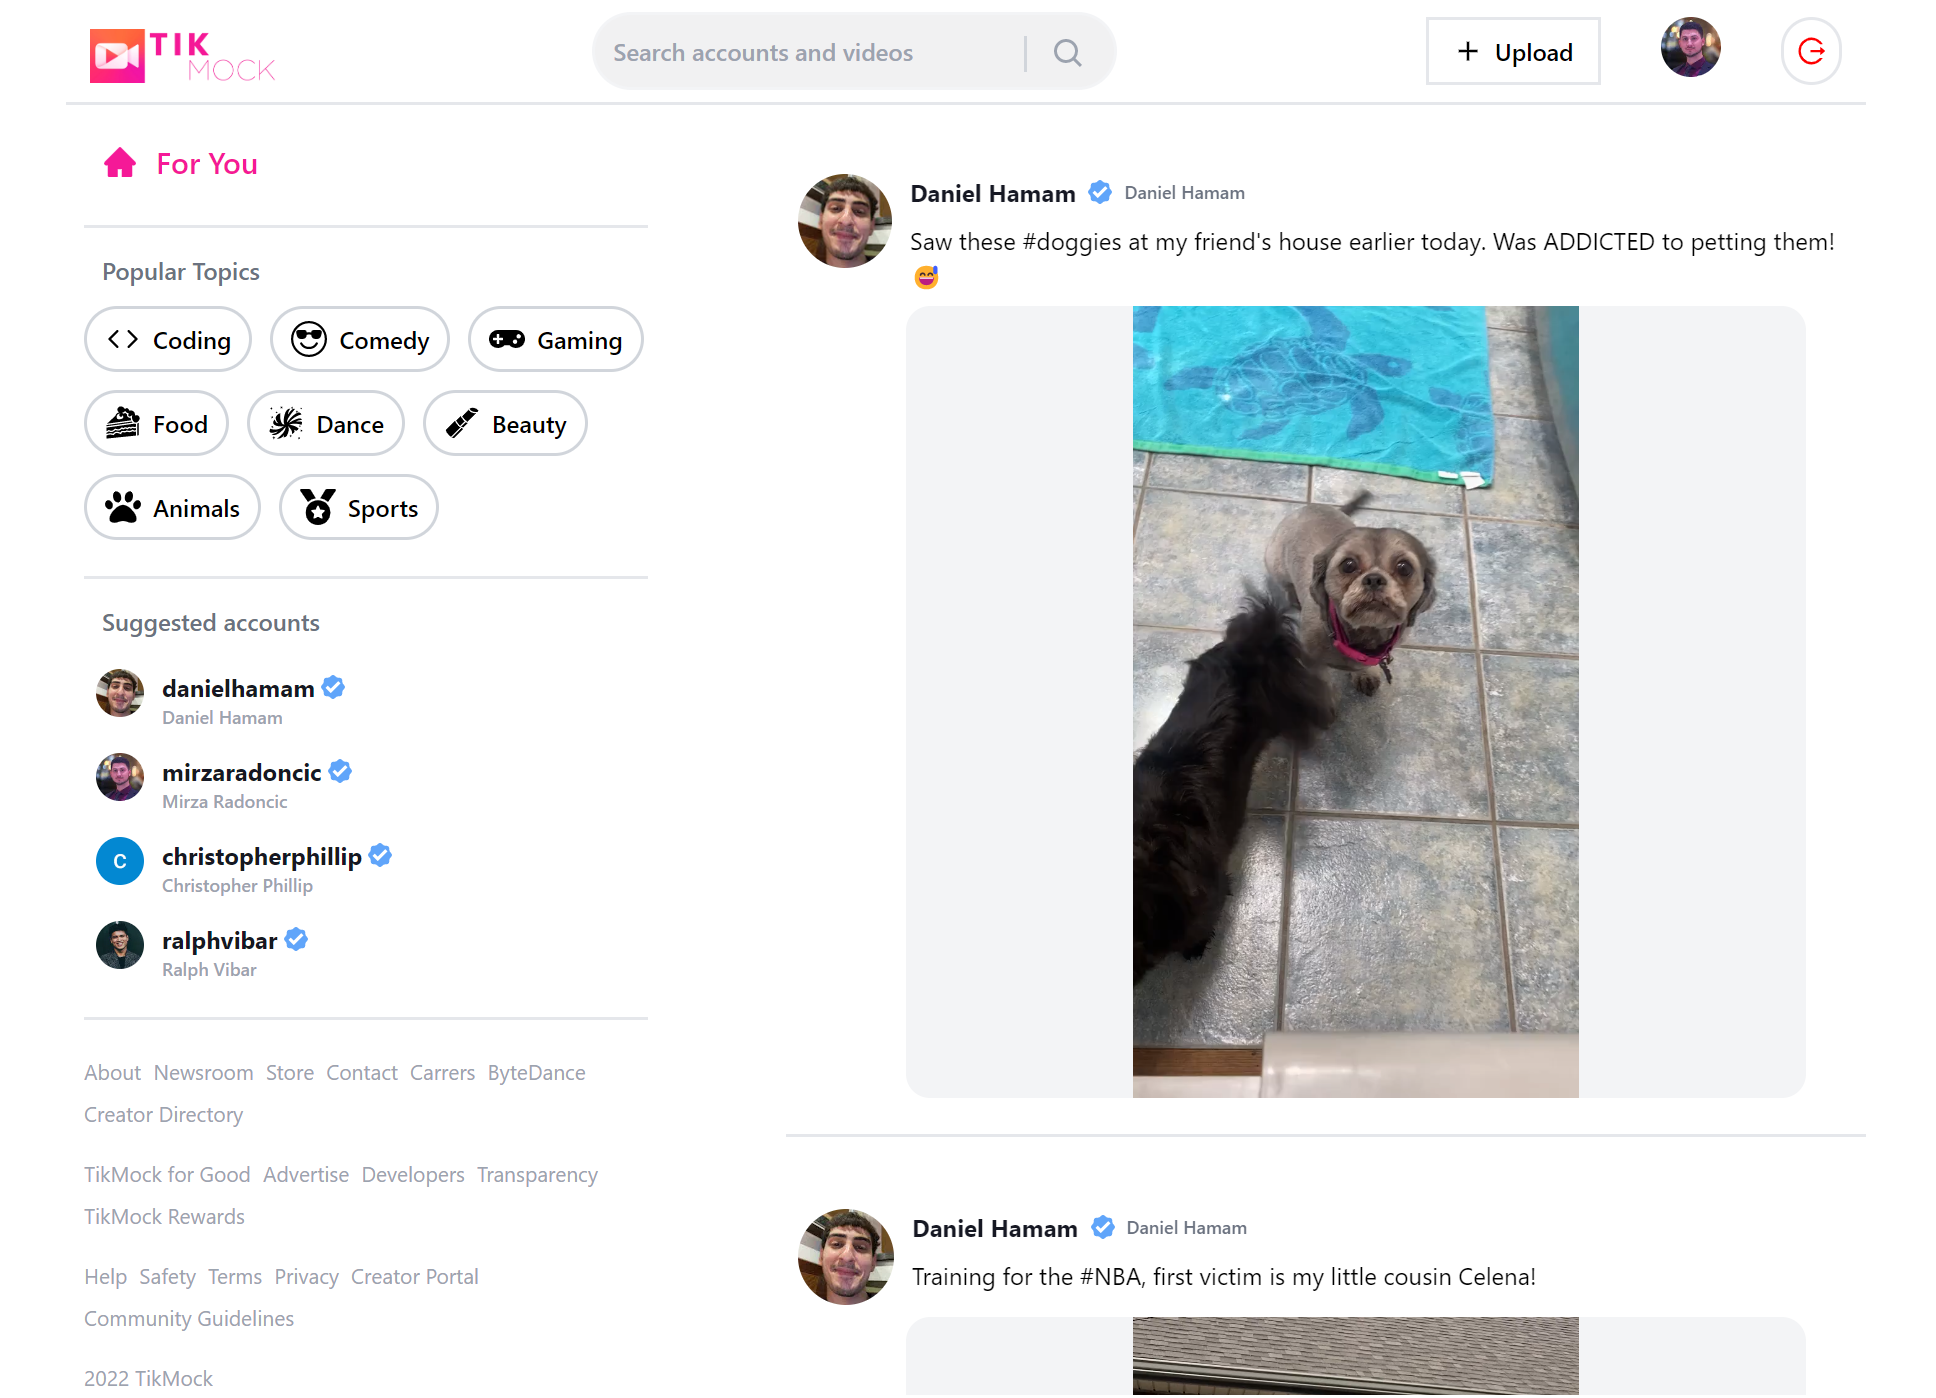 TIK
MOCK
Search accounts and videos
Upload
For You
Popular Topics
Coding
Comedy
Gaming
Food
Dance
Beauty
Animals
Sports
Suggested accounts
danielhamam
Daniel Hamam
mirzaradoncic
Mirza Radoncic
C
christopherphillip
Christopher Phillip
ralphvibar
Ralph Vibar
About Newsroom Store Contact Carrers ByteDance
Creator Directory
TikMock for Good Advertise Developers Transparency
TikMock Rewards
Help Safety Terms Privacy Creator Portal
Community Guidelines
2022 TikMock
Daniel Hamam Daniel Hamam
Saw these #doggies at my friend's house earlier today. Was ADDICTED to petting them!
😅
Daniel Hamam Daniel Hamam
Training for the #NBA, first victim is my little cousin Celena!